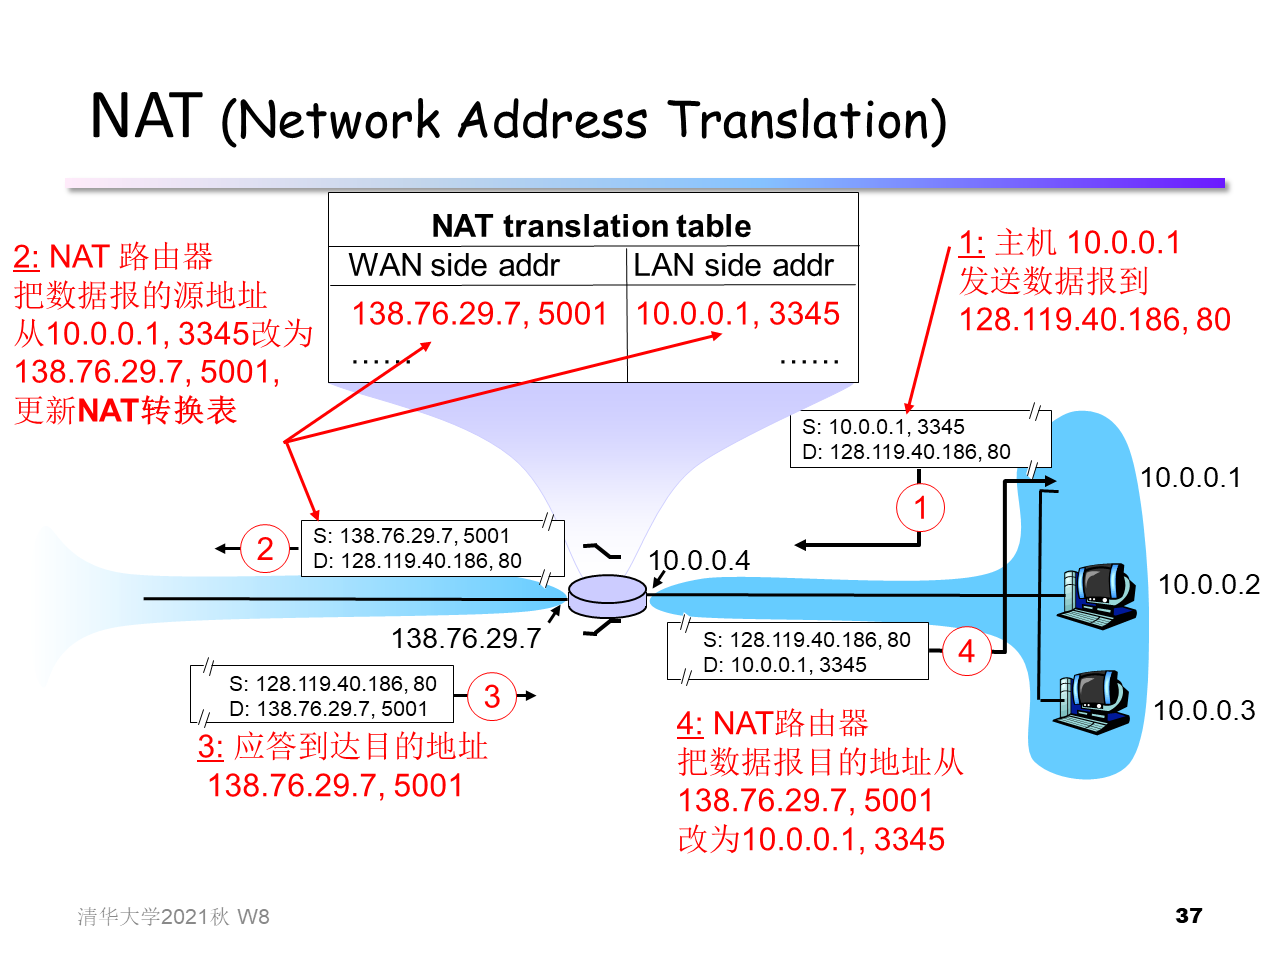 NAT (Network Address Translation)
NAT translation table
WAN side addr LAN side addr
138.76.29.7, 5001 10.0.0.1, 3345
…… ……
2: NAT 路由器
把数据报的源地址
从10.0.0.1, 3345改为
138.76.29.7, 5001,
更新NAT转换表
1: 主机 10.0.0.1
发送数据报到
128.119.40.186, 80
S: 10.0.0.1, 3345
D: 128.119.40.186, 80
1
10.0.0.1
S: 138.76.29.7, 5001
D: 128.119.40.186, 80
2
10.0.0.4
10.0.0.2
138.76.29.7
S: 128.119.40.186, 80
D: 10.0.0.1, 3345
4
S: 128.119.40.186, 80
D: 138.76.29.7, 5001
3
10.0.0.3
3: 应答到达目的地址
138.76.29.7, 5001
4: NAT路由器
把数据报目的地址从
138.76.29.7, 5001
改为10.0.0.1, 3345
清华大学2021秋 W8
37